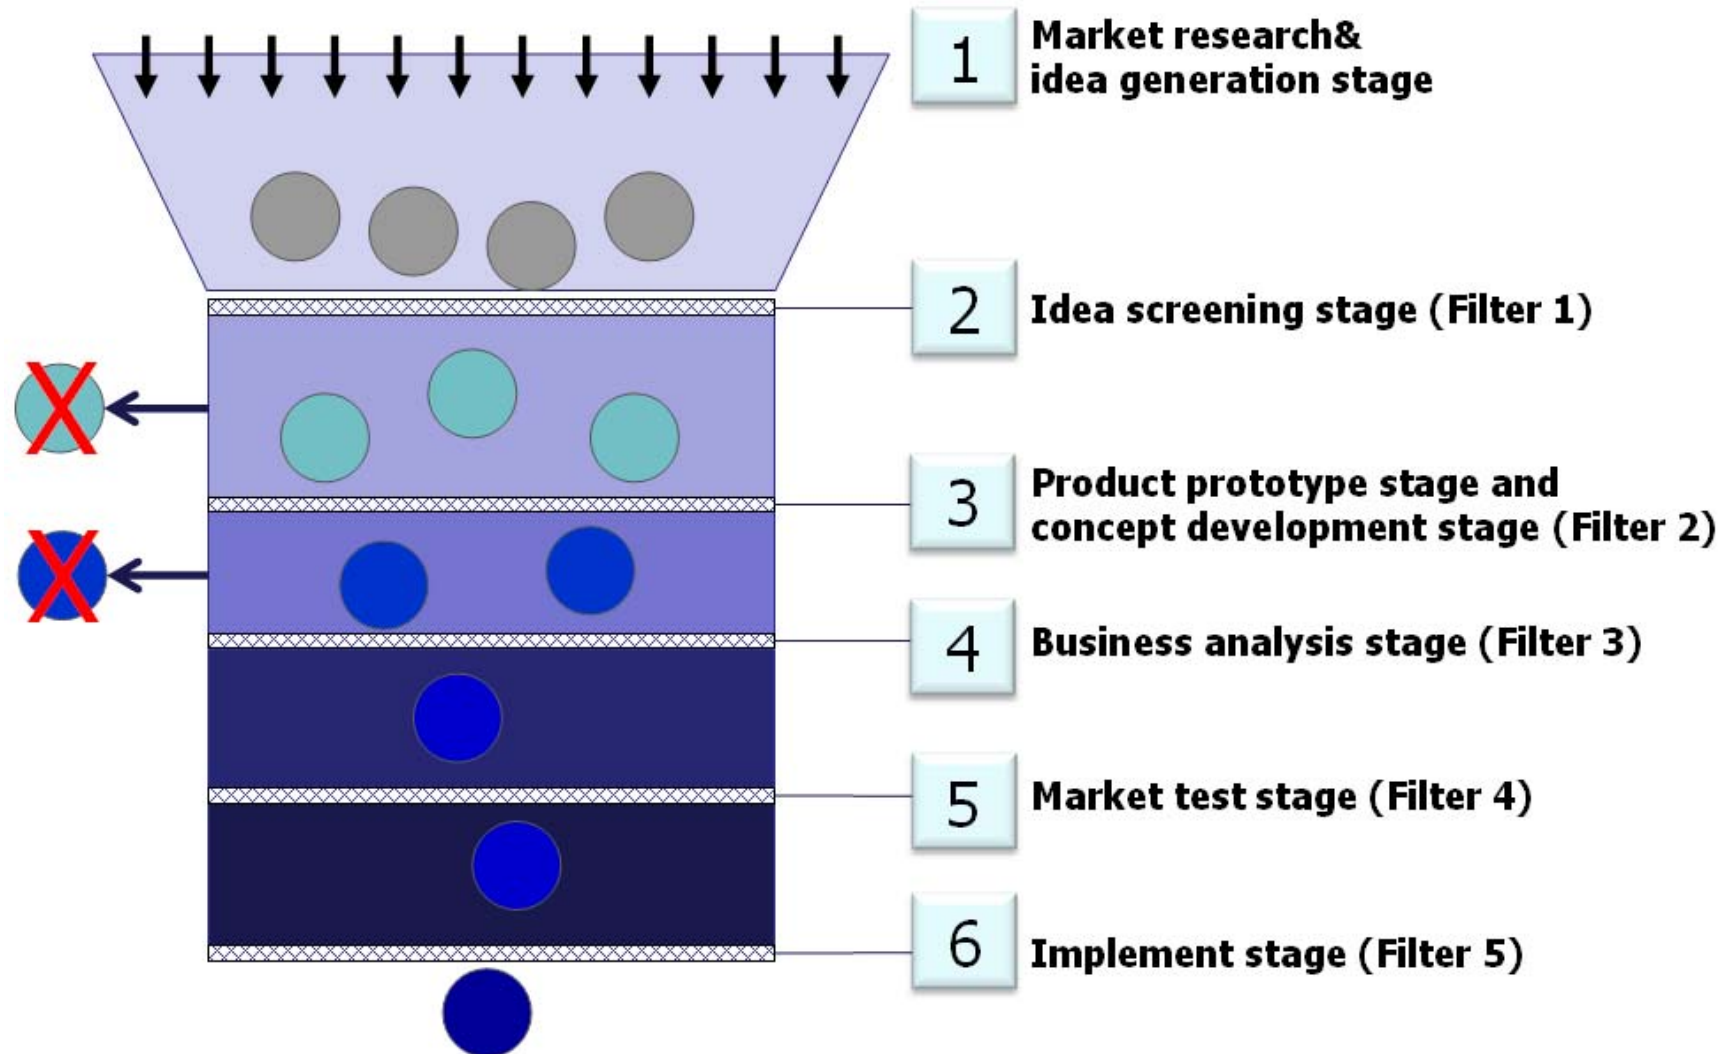 1
Market research&
idea generation stage
2
Idea screening stage (Filter 1)
3
Product prototype stage and
concept development stage (Filter 2)
4
Business analysis stage (Filter 3)
5
Market test stage (Filter 4)
6
Implement stage (Filter 5)
X
X